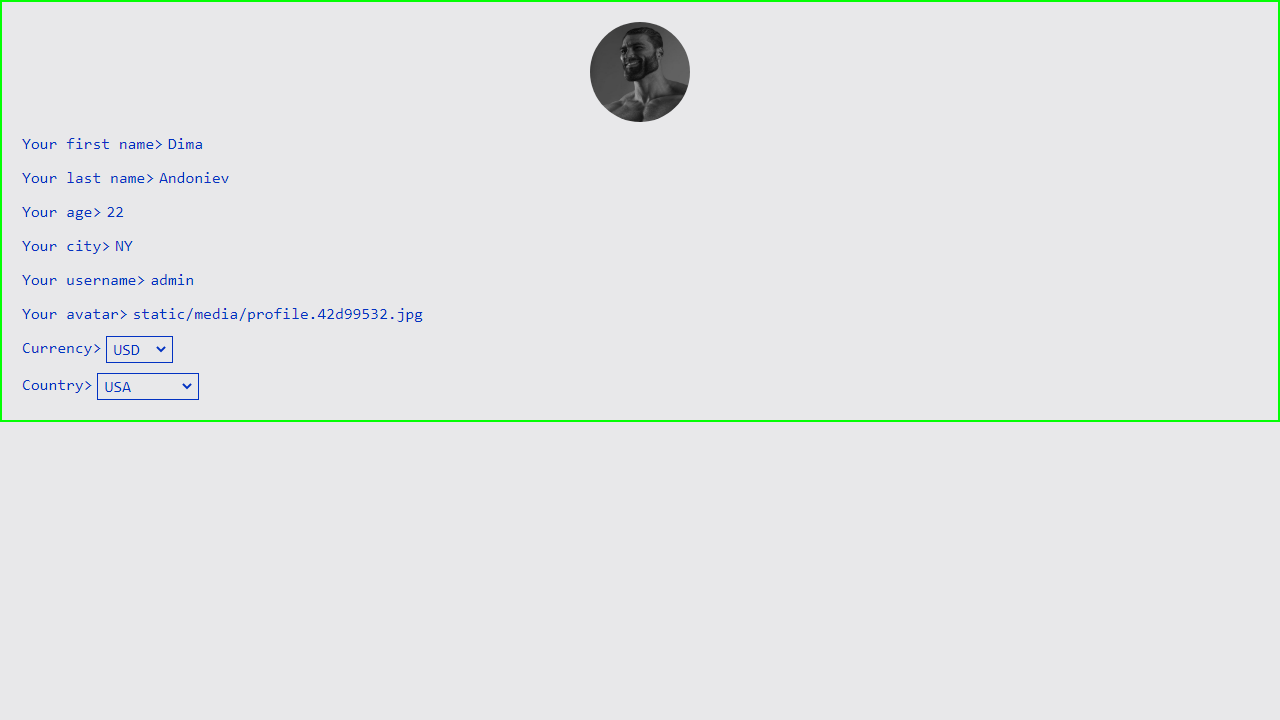 Your first name> Dima
Your last name> Andoniev
Your age> 22
Your city> NY
Your username> admin
Your avatar> static/media/profile.42d99532.jpg
Currency> USD
Country> USA